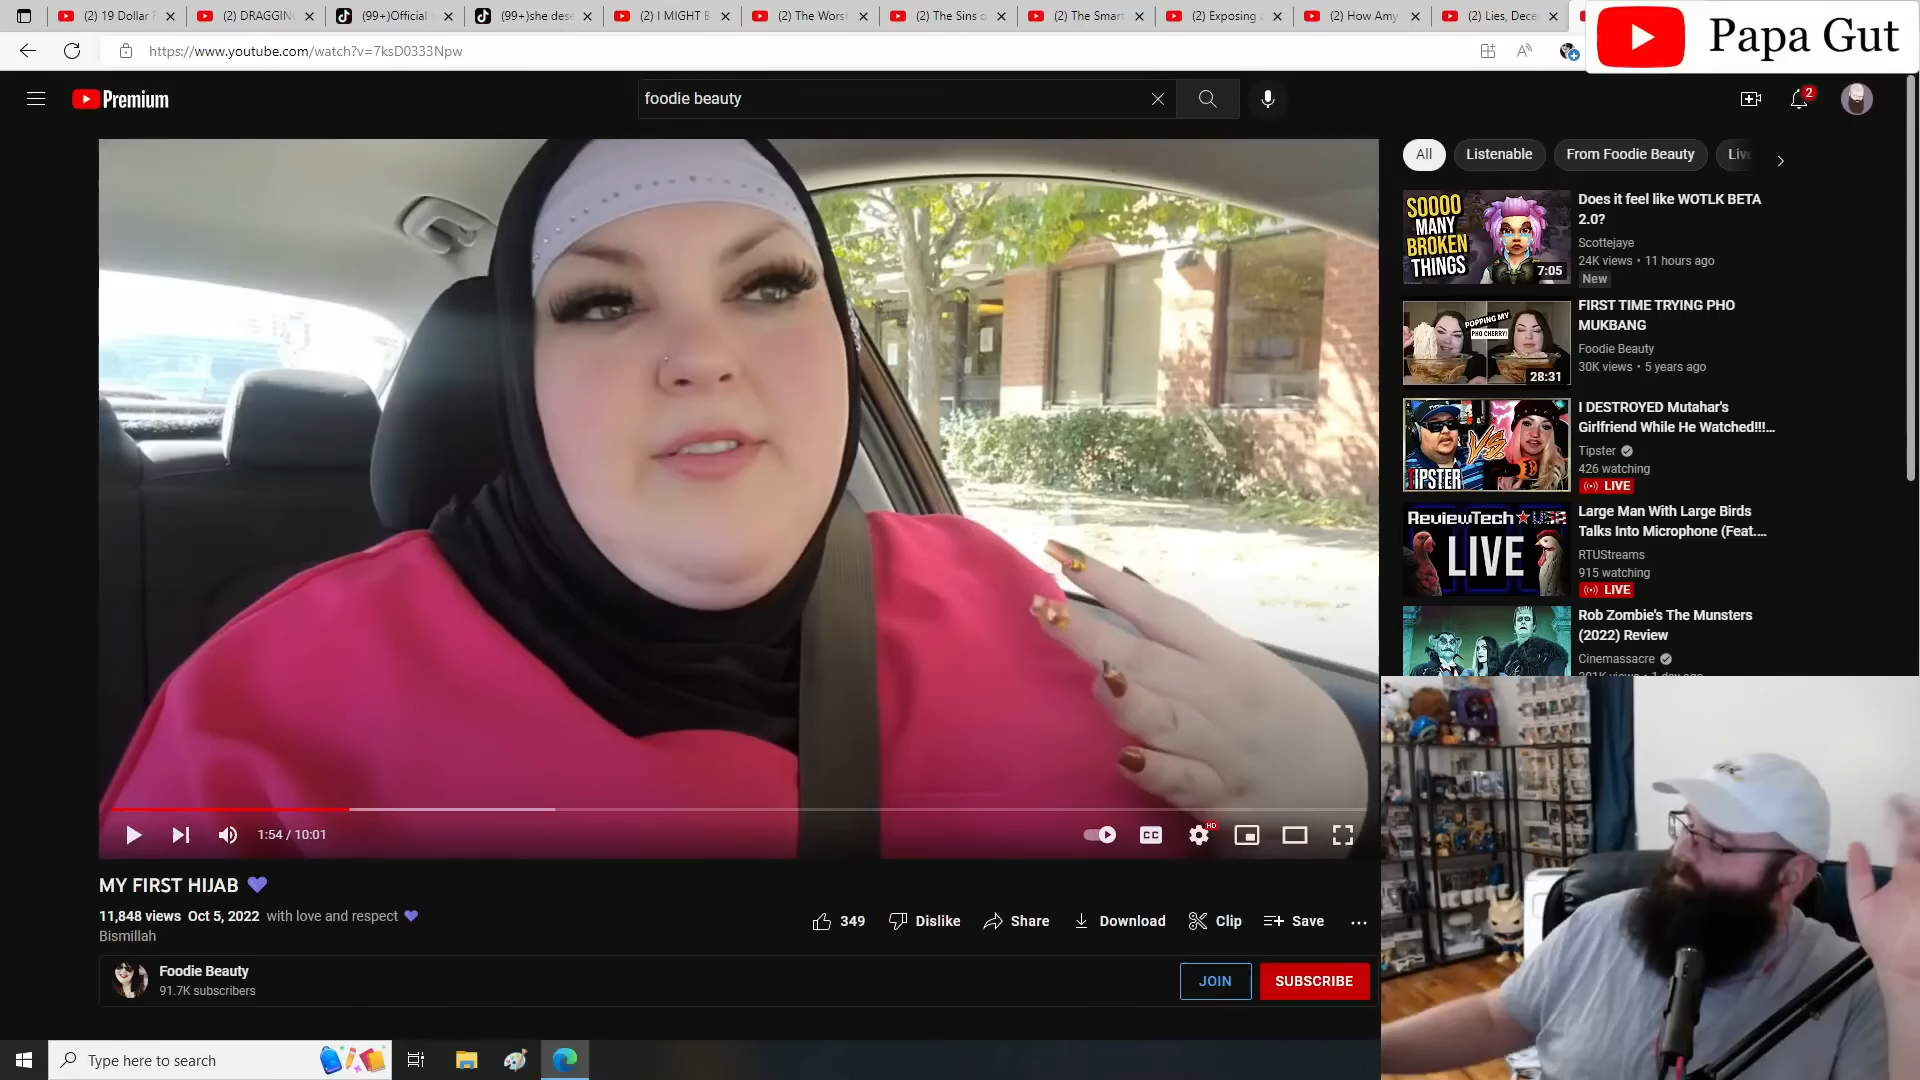 (2) 19 Dollar F
(2) DRAGGIN
(99+)Official
(99+)she dese
(2) I MIGHT B
(2) The Worst
(2) The Sins o
(2) The Smart
(2) Exposing
(2) How Amy
(2) Lies, Dece
Papa Gut
https://www.youtube.com/watch?v=7ksD0333Npw
Premium
foodie beauty
2
All
Listenable
From Foodie Beauty
Live
SOOOO
MANY
BROKEN
THINGS
7:05
Does it feel like WOTLK BETA
2.0?
Scottejaye
24K views • 11 hours ago
New
POPPING MY
PHO CHERRY!
28:31
FIRST TIME TRYING PHO
MUKBANG
Foodie Beauty
30K views • 5 years ago
VS
TIPSTER
I DESTROYED Mutahar's
Girlfriend While He Watched!!!...
Tipster
426 watching
LIVE
ReviewTech USA
LIVE
Large Man With Large Birds
Talks Into Microphone (Feat....
RTUStreams
915 watching
LIVE
Rob Zombie's The Munsters
(2022) Review
Cinemassacre
1:54 / 10:01
CC
HD
MY FIRST HIJAB
11,848 views Oct 5, 2022 with love and respect
Bismillah
349
Dislike
Share
Download
Clip
Save
Foodie Beauty
91.7K subscribers
JOIN
SUBSCRIBE
Type here to search